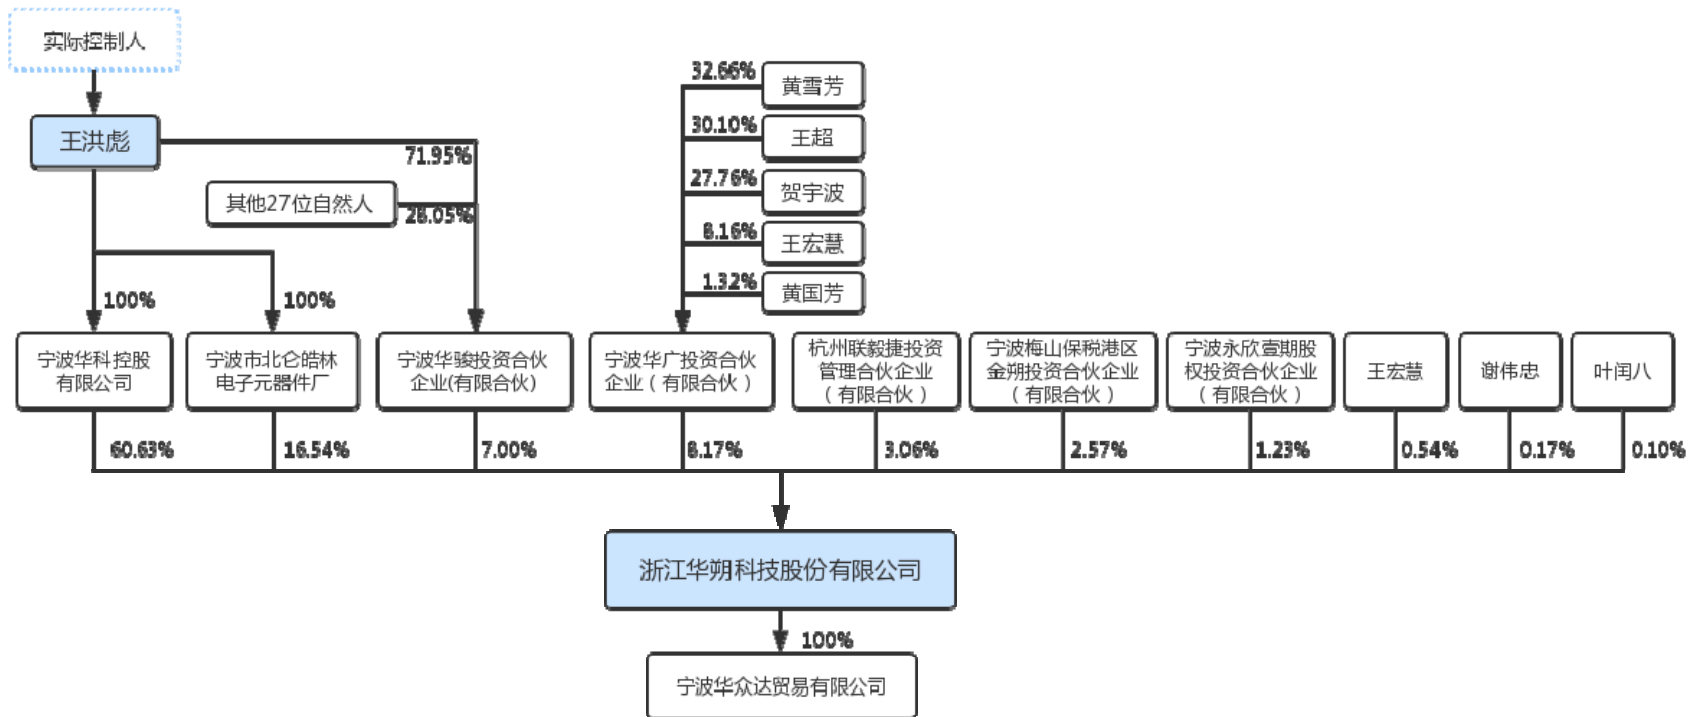 实际控制人
王洪彪
71.95%
其他27位自然人
28.05%
32.66%
黄雪芳
30.10%
王超
27.76%
贺宇波
8.16%
王宏慧
1.32%
黄国芳
100%
100%
宁波华科控股
有限公司
宁波市北仑皓林
电子元器件厂
宁波华骏投资合伙
企业(有限合伙)
宁波华广投资合伙
企业（有限合伙）
杭州联毅捷投资
管理合伙企业
（有限合伙）
宁波梅山保税港区
金朔投资合伙企业
（有限合伙）
宁波永欣壹期股
权投资合伙企业
（有限合伙）
王宏慧
谢伟忠
叶闰八
60.63%
16.54%
7.00%
8.17%
3.06%
2.57%
1.23%
0.54%
0.17%
0.10%
浙江华朔科技股份有限公司
100%
宁波华众达贸易有限公司